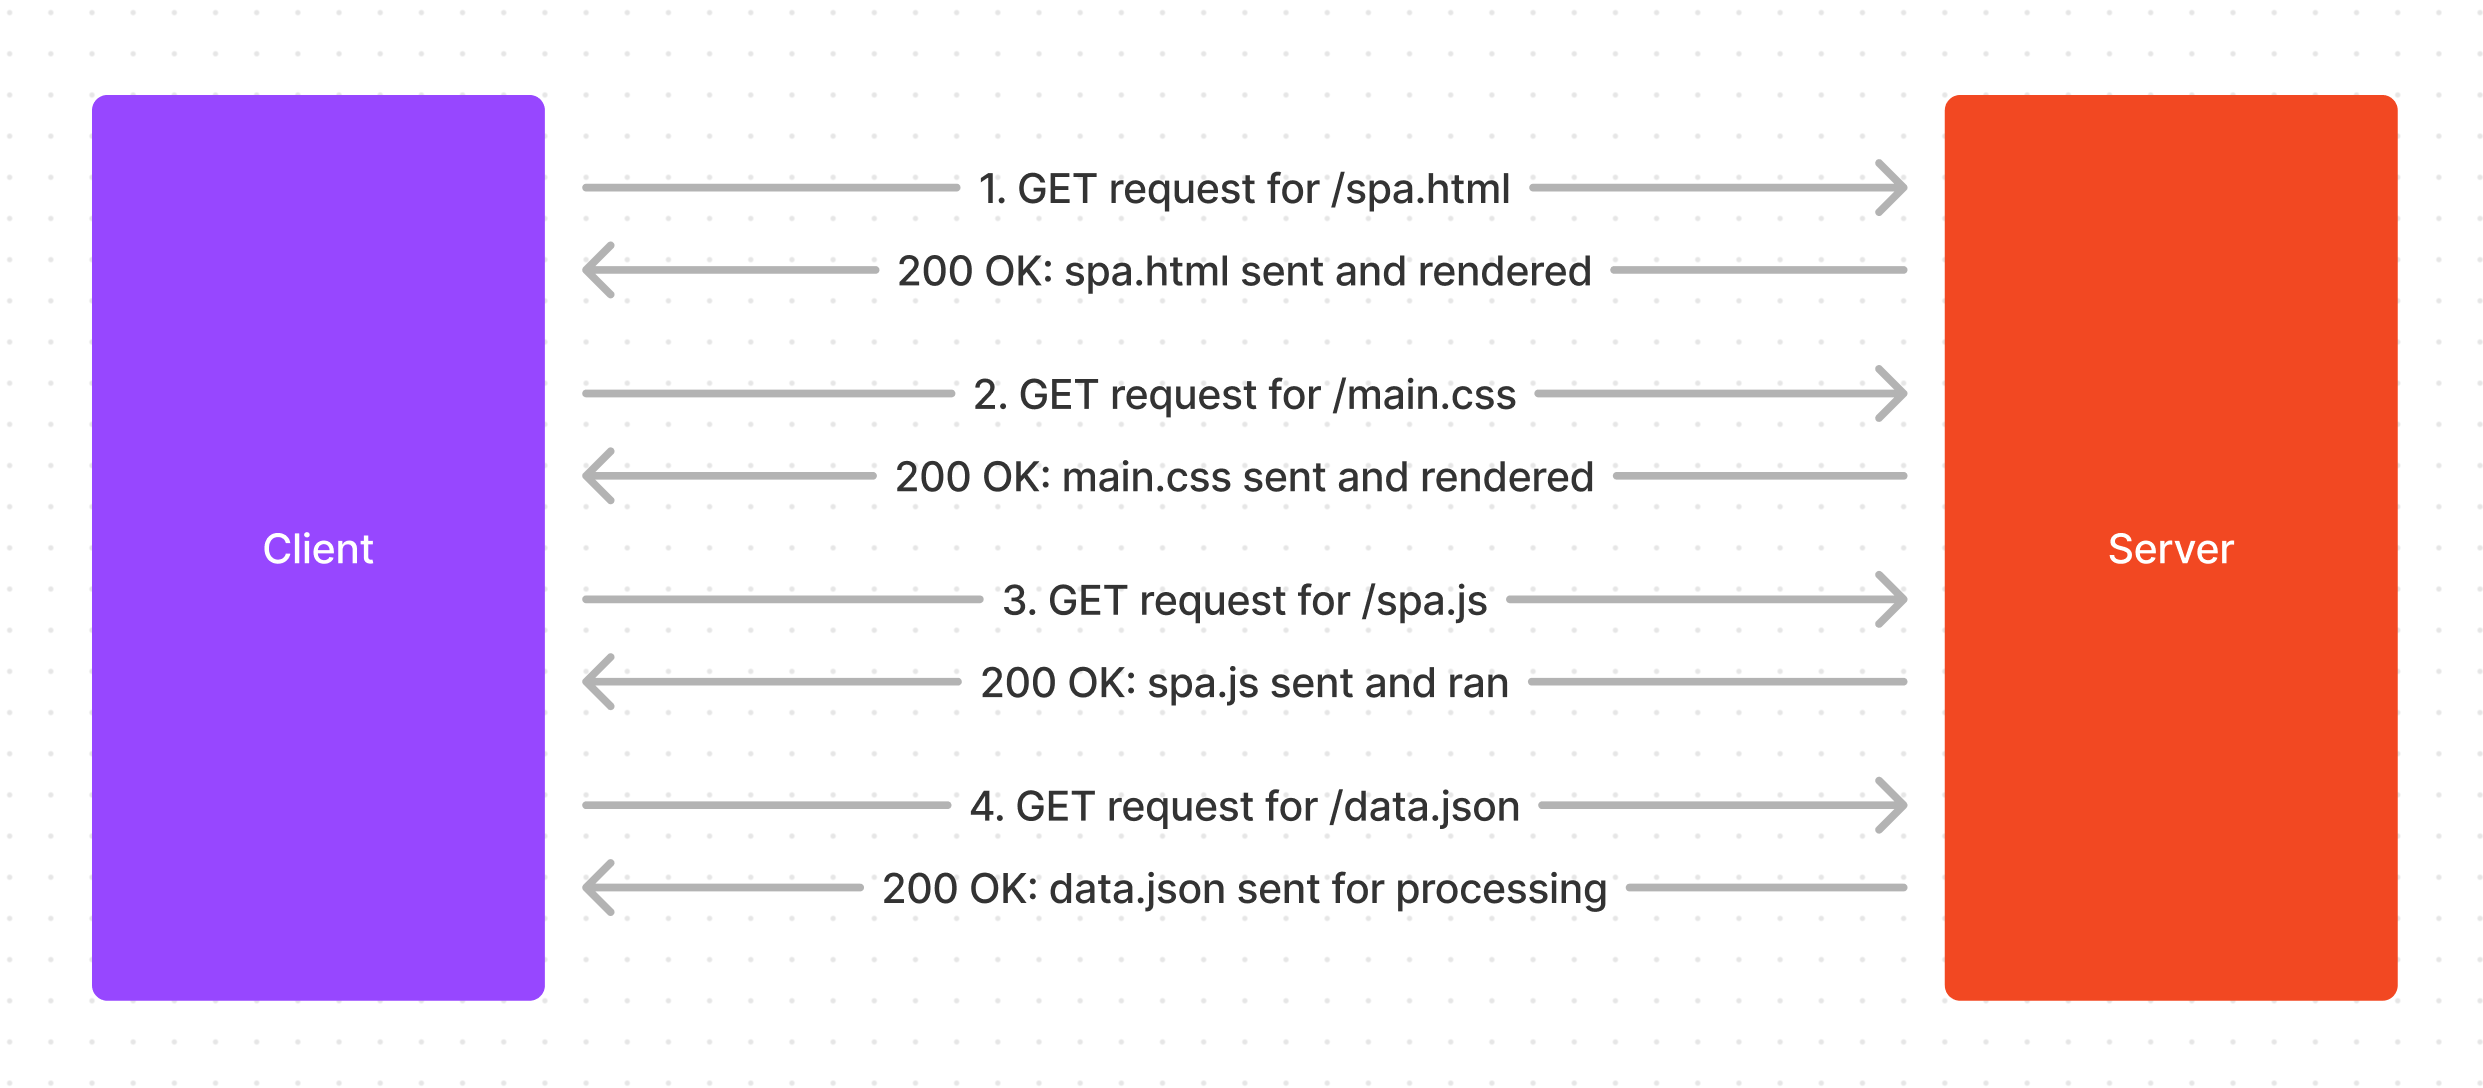 1. GET request for /spa.html
200 OK: spa.html sent and rendered
2. GET request for /main.css
200 OK: main.css sent and rendered
Client
Server
3. GET request for /spa.js
200 OK: spa.js sent and ran
4. GET request for /data.json
200 OK: data.json sent for processing